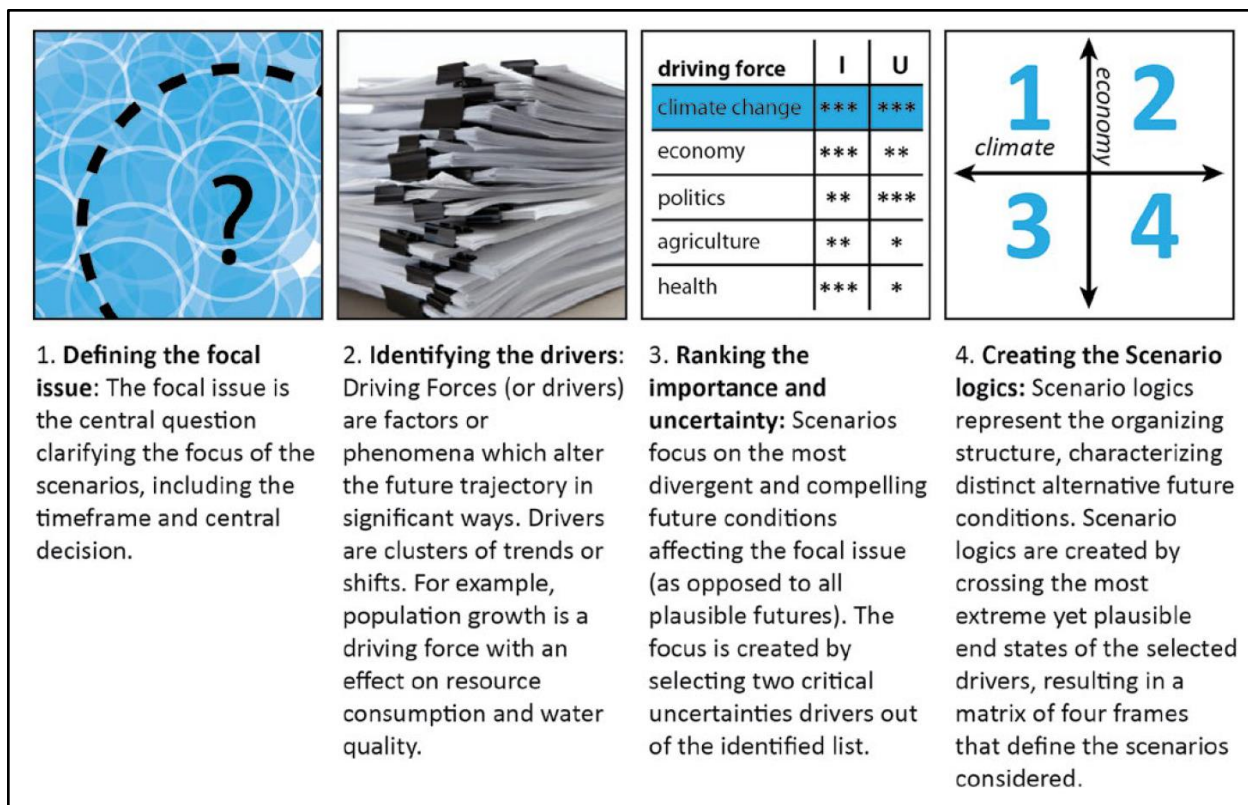 ?
driving force I U
climate change *** ***
economy *** **
politics ** ***
agriculture ** *
health *** *
1 2
climate
economy
3 4
1. Defining the focal
issue: The focal issue is
the central question
clarifying the focus of the
scenarios, including the
timeframe and central
decision.
2. Identifying the drivers:
Driving Forces (or drivers)
are factors or
phenomena which alter
the future trajectory in
significant ways. Drivers
are clusters of trends or
shifts. For example,
population growth is a
driving force with an
effect on resource
consumption and water
quality.
3. Ranking the
importance and
uncertainty: Scenarios
focus on the most
divergent and compelling
future conditions
affecting the focal issue
(as opposed to all
plausible futures). The
focus is created by
selecting two critical
uncertainties drivers out
of the identified list.
4. Creating the Scenario
logics: Scenario logics
represent the organizing
structure, characterizing
distinct alternative future
conditions. Scenario
logics are created by
crossing the most
extreme yet plausible
end states of the selected
drivers, resulting in a
matrix of four frames
that define the scenarios
considered.